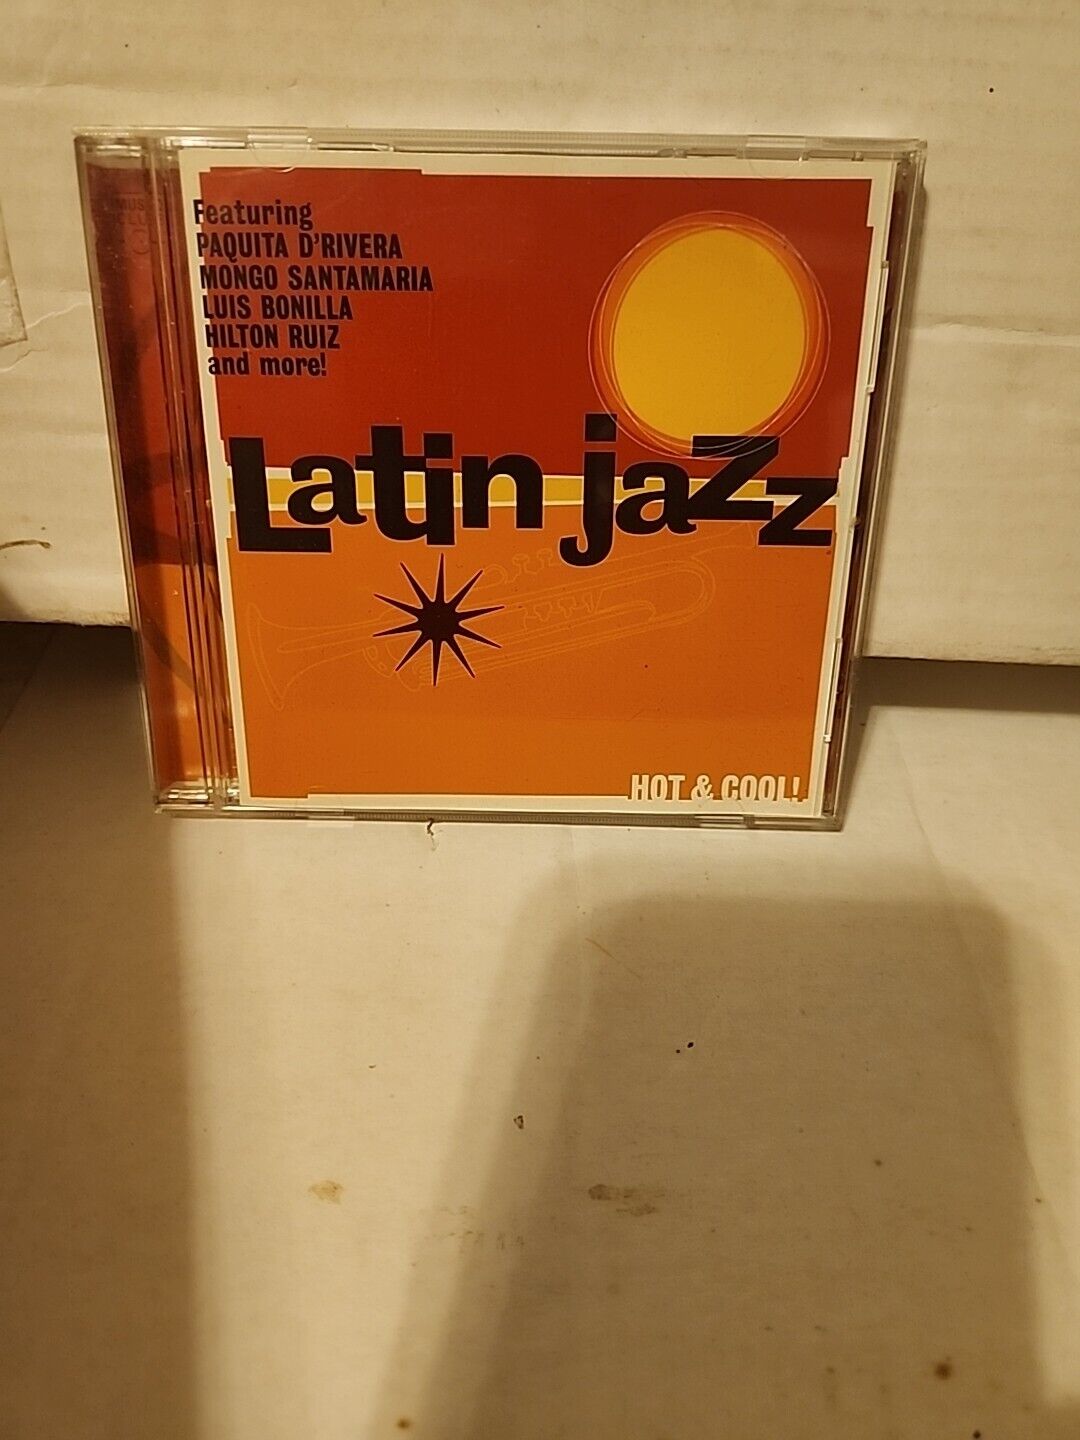 Featuring
PAQUITA D'RIVERA
MONGO SANTAMARIA
LUIS BONILLA
HILTON RUIZ
and more!
Latin jazz
HOT & COOL!